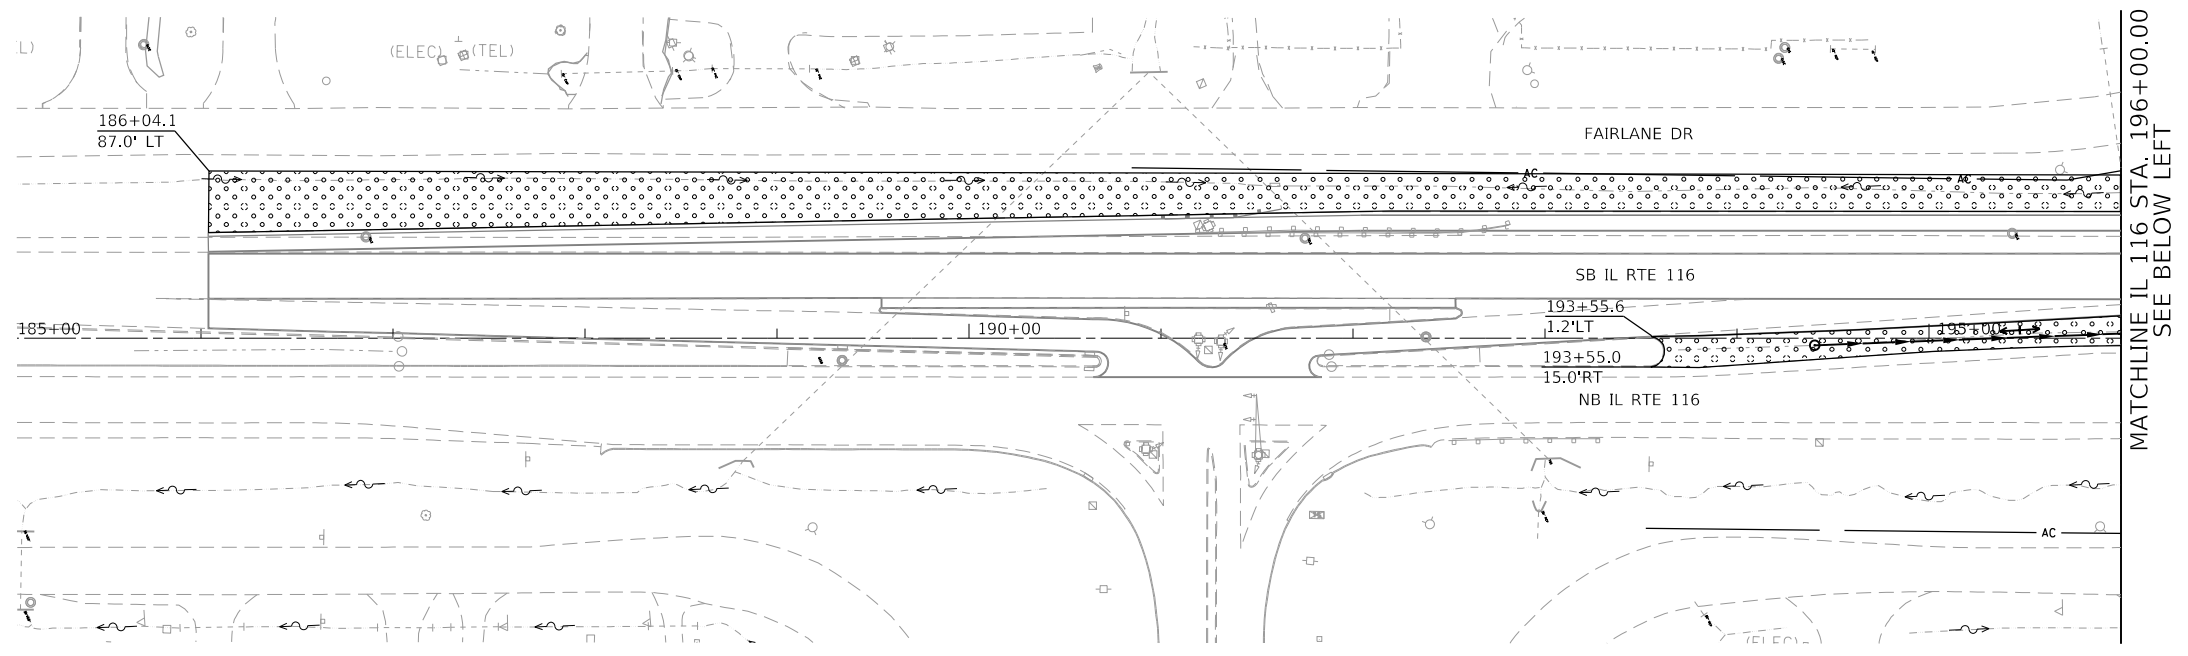 L)
(ELEC)
(TEL)
186+04.1
87.0' LT
FAIRLANE DR
AC
AC
SB IL RTE 116
193+55.6
1.2'LT
185+00
190+00
195+00
193+55.0
15.0'RT
NB IL RTE 116
AC
(ELEC)
MATCHLINE IL 116 STA. 196+00.00
SEE BELOW LEFT